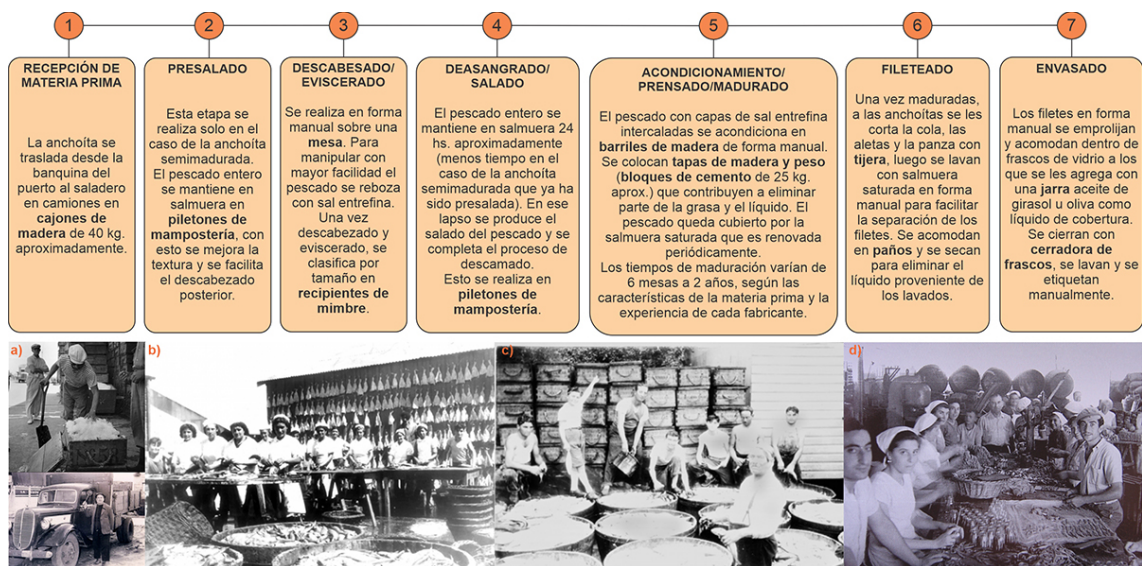 1
RECEPCIÓN DE
MATERIA PRIMA
La anchoíta se
traslada desde la
banquina del
puerto al saladero
en camiones en
cajones de
madera de 40 kg.
aproximadamente.
2
PRESALADO
Esta etapa se
realiza solo en el
caso de la anchoíta
semimadurada.
El pescado entero
se mantiene en
salmuera en
piletones de
mampostería, con
esto se mejora la
textura y se facilita
el descabezado
posterior.
3
DESCABESADO/
EVISCERADO
Se realiza en forma
manual sobre una
mesa. Para
manipular con
mayor facilidad el
pescado se reboza
con sal entrefina.
Una vez
descabezado y
eviscerado, se
clasifica por
tamaño en
recipientes de
mimbre.
4
DEASANGRADO/
SALADO
El pescado entero se
mantiene en salmuera 24
hs. aproximadamente
(menos tiempo en el
caso de la anchoíta
semimadurada que ya ha
sido presalada). En ese
lapso se produce el
salado del pescado y se
completa el proceso de
descamado.
Esto se realiza en
piletones de
mampostería.
5
ACONDICIONAMIENTO/
PRENSADO/MADURADO
El pescado con capas de sal entrefina
intercaladas se acondiciona en
barriles de madera de forma manual.
Se colocan tapas de madera y peso
(bloques de cemento de 25 kg.
aprox.) que contribuyen a eliminar
parte de la grasa y el líquido. El
pescado queda cubierto por la
salmuera saturada que es renovada
periódicamente.
Los tiempos de maduración varían de
6 mesas a 2 años, según las
características de la materia prima y la
experiencia de cada fabricante.
6
FILETEADO
Una vez maduradas,
a las anchoítas se les
corta la cola, las
aletas y la panza con
tijera, luego se lavan
con salmuera
saturada en forma
manual para facilitar
la separación de los
filetes. Se acomodan
en paños y se secan
para eliminar el
líquido proveniente
de los lavados.
7
ENVASADO
Los filetes en forma
manual se emprolijan
y acomodan dentro de
frascos de vidrio a los
que se les agrega con
una jarra aceite de
girasol u oliva como
líquido de cobertura.
Se cierran con
cerradora de
frascos, se lavan y se
etiquetan
manualmente.
a)
b)
c)
d)